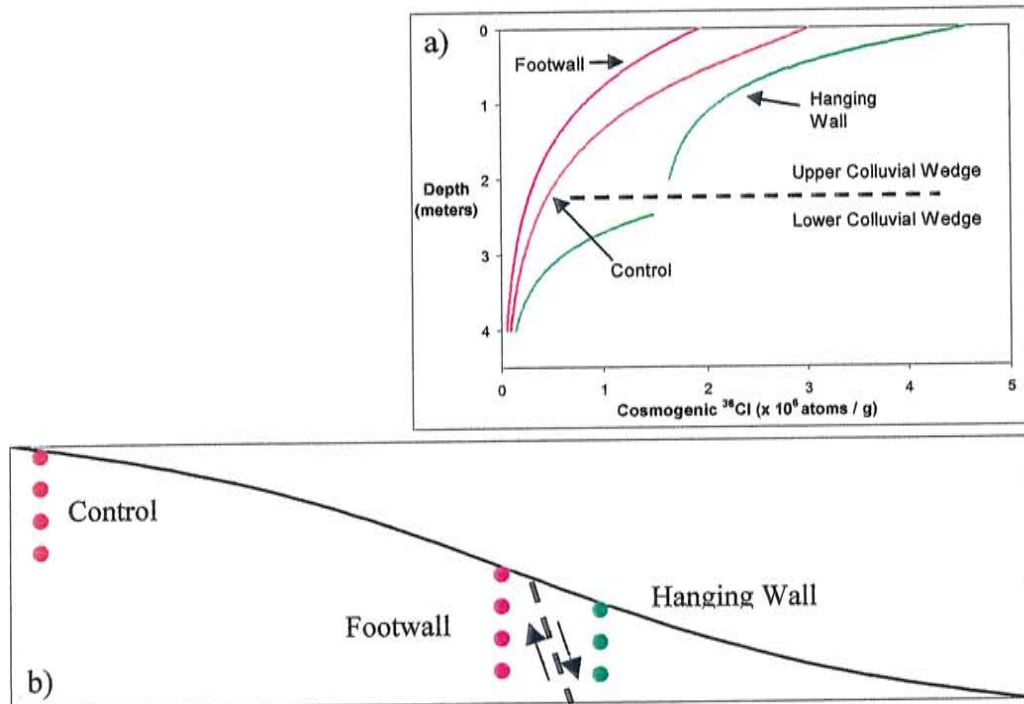 a)
0
Footwall
Hanging
Wall
1
Upper Colluvial Wedge
2
Depth
(meters)
Lower Colluvial Wedge
Control
3
4
0
1
2
3
4
5
Cosmogenic ³⁶Cl (x 10⁶ atoms / g)
Control
Hanging Wall
Footwall
b)